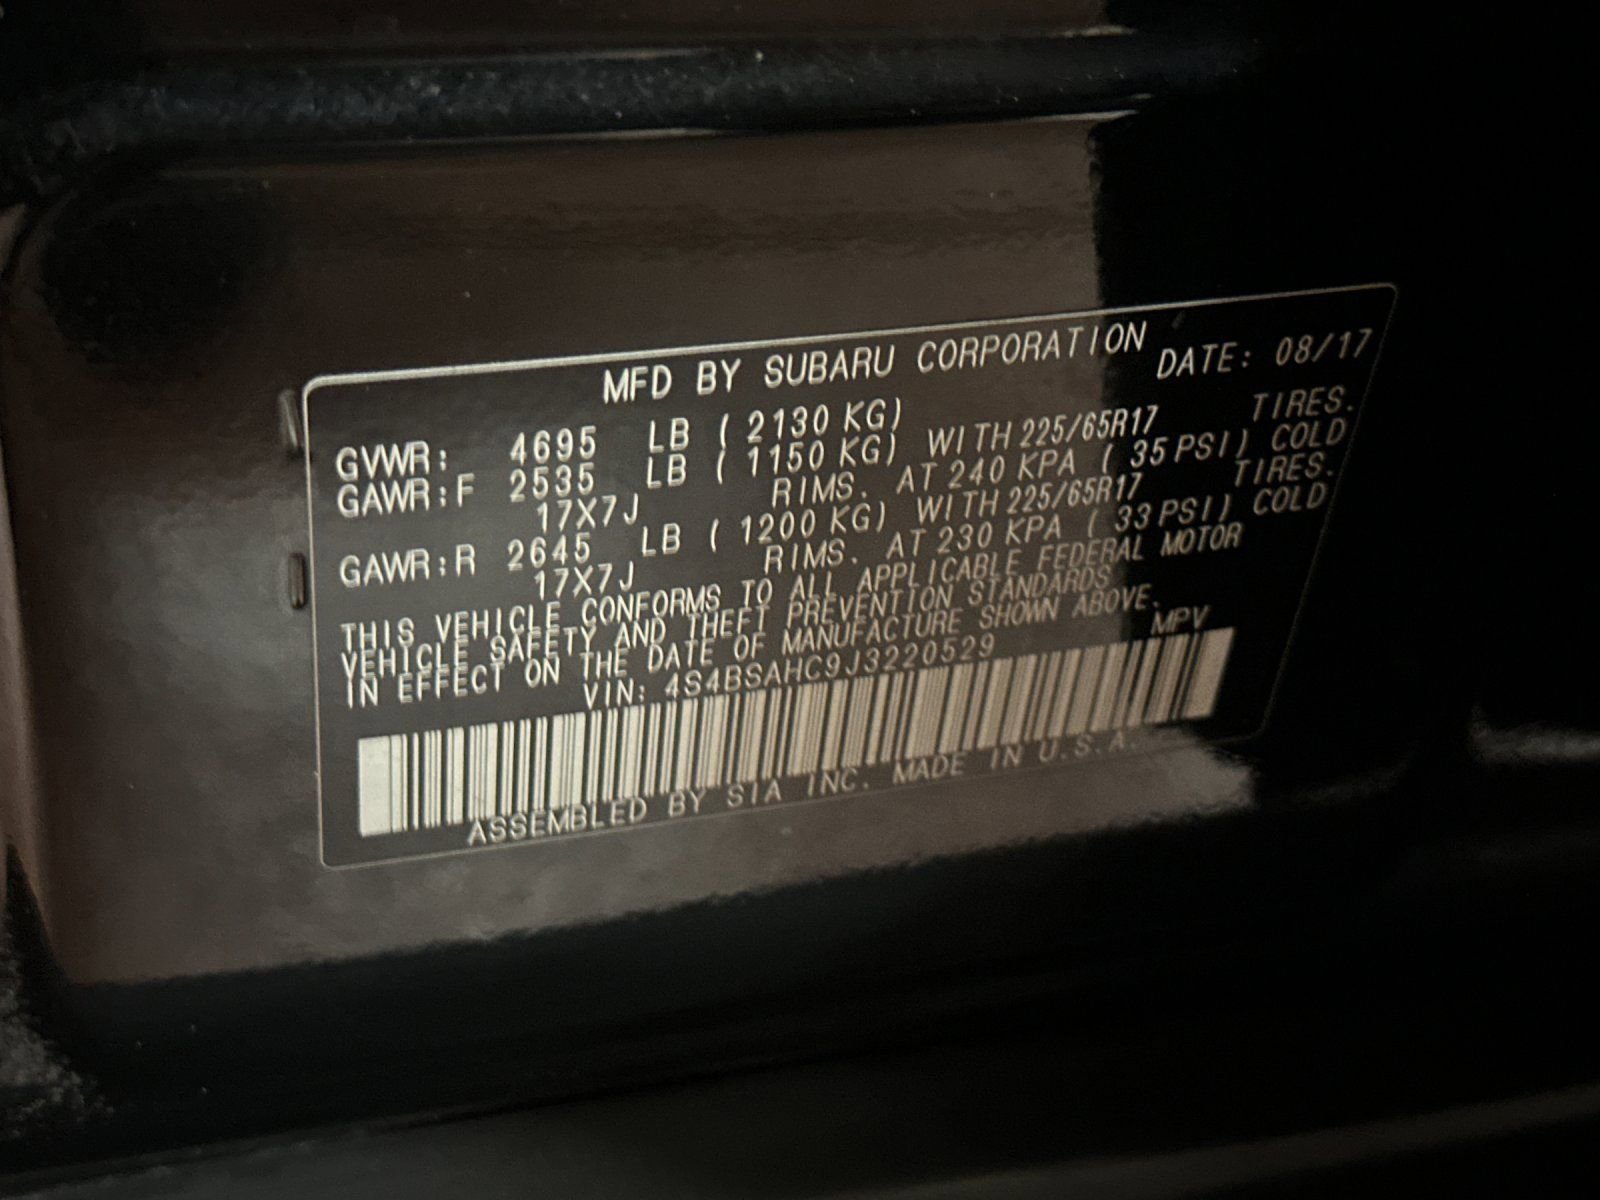 MFD BY SUBARU CORPORATION DATE: 08/17
GVWR: 4695 LB ( 2130 KG)
GAWR:F 2535 LB ( 1150 KG) WITH 225/65R17 TIRES.
17X7J RIMS. AT 240 KPA ( 35 PSI) COLD
GAWR:R 2645 LB ( 1200 KG) WITH 225/65R17 TIRES.
17X7J RIMS. AT 230 KPA ( 33 PSI) COLD
THIS VEHICLE CONFORMS TO ALL APPLICABLE FEDERAL MOTOR
VEHICLE SAFETY AND THEFT PREVENTION STANDARDS
IN EFFECT ON THE DATE OF MANUFACTURE SHOWN ABOVE.
VIN: 4S4BSAHC9J3220529 MPV
ASSEMBLED BY SIA INC. MADE IN U.S.A.